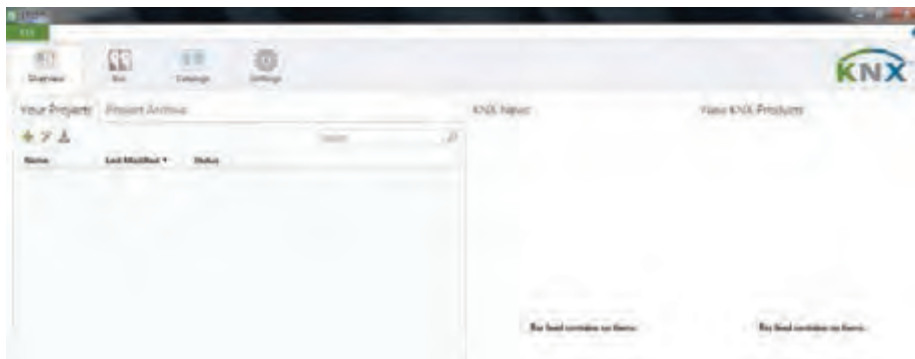 ETS
Overview Bus Catalogs Settings
KNX
Your Projects Project Archive
KNX News
New KNX Products
Search
Name Last Modified Status
The feed contains no items.
The feed contains no items.